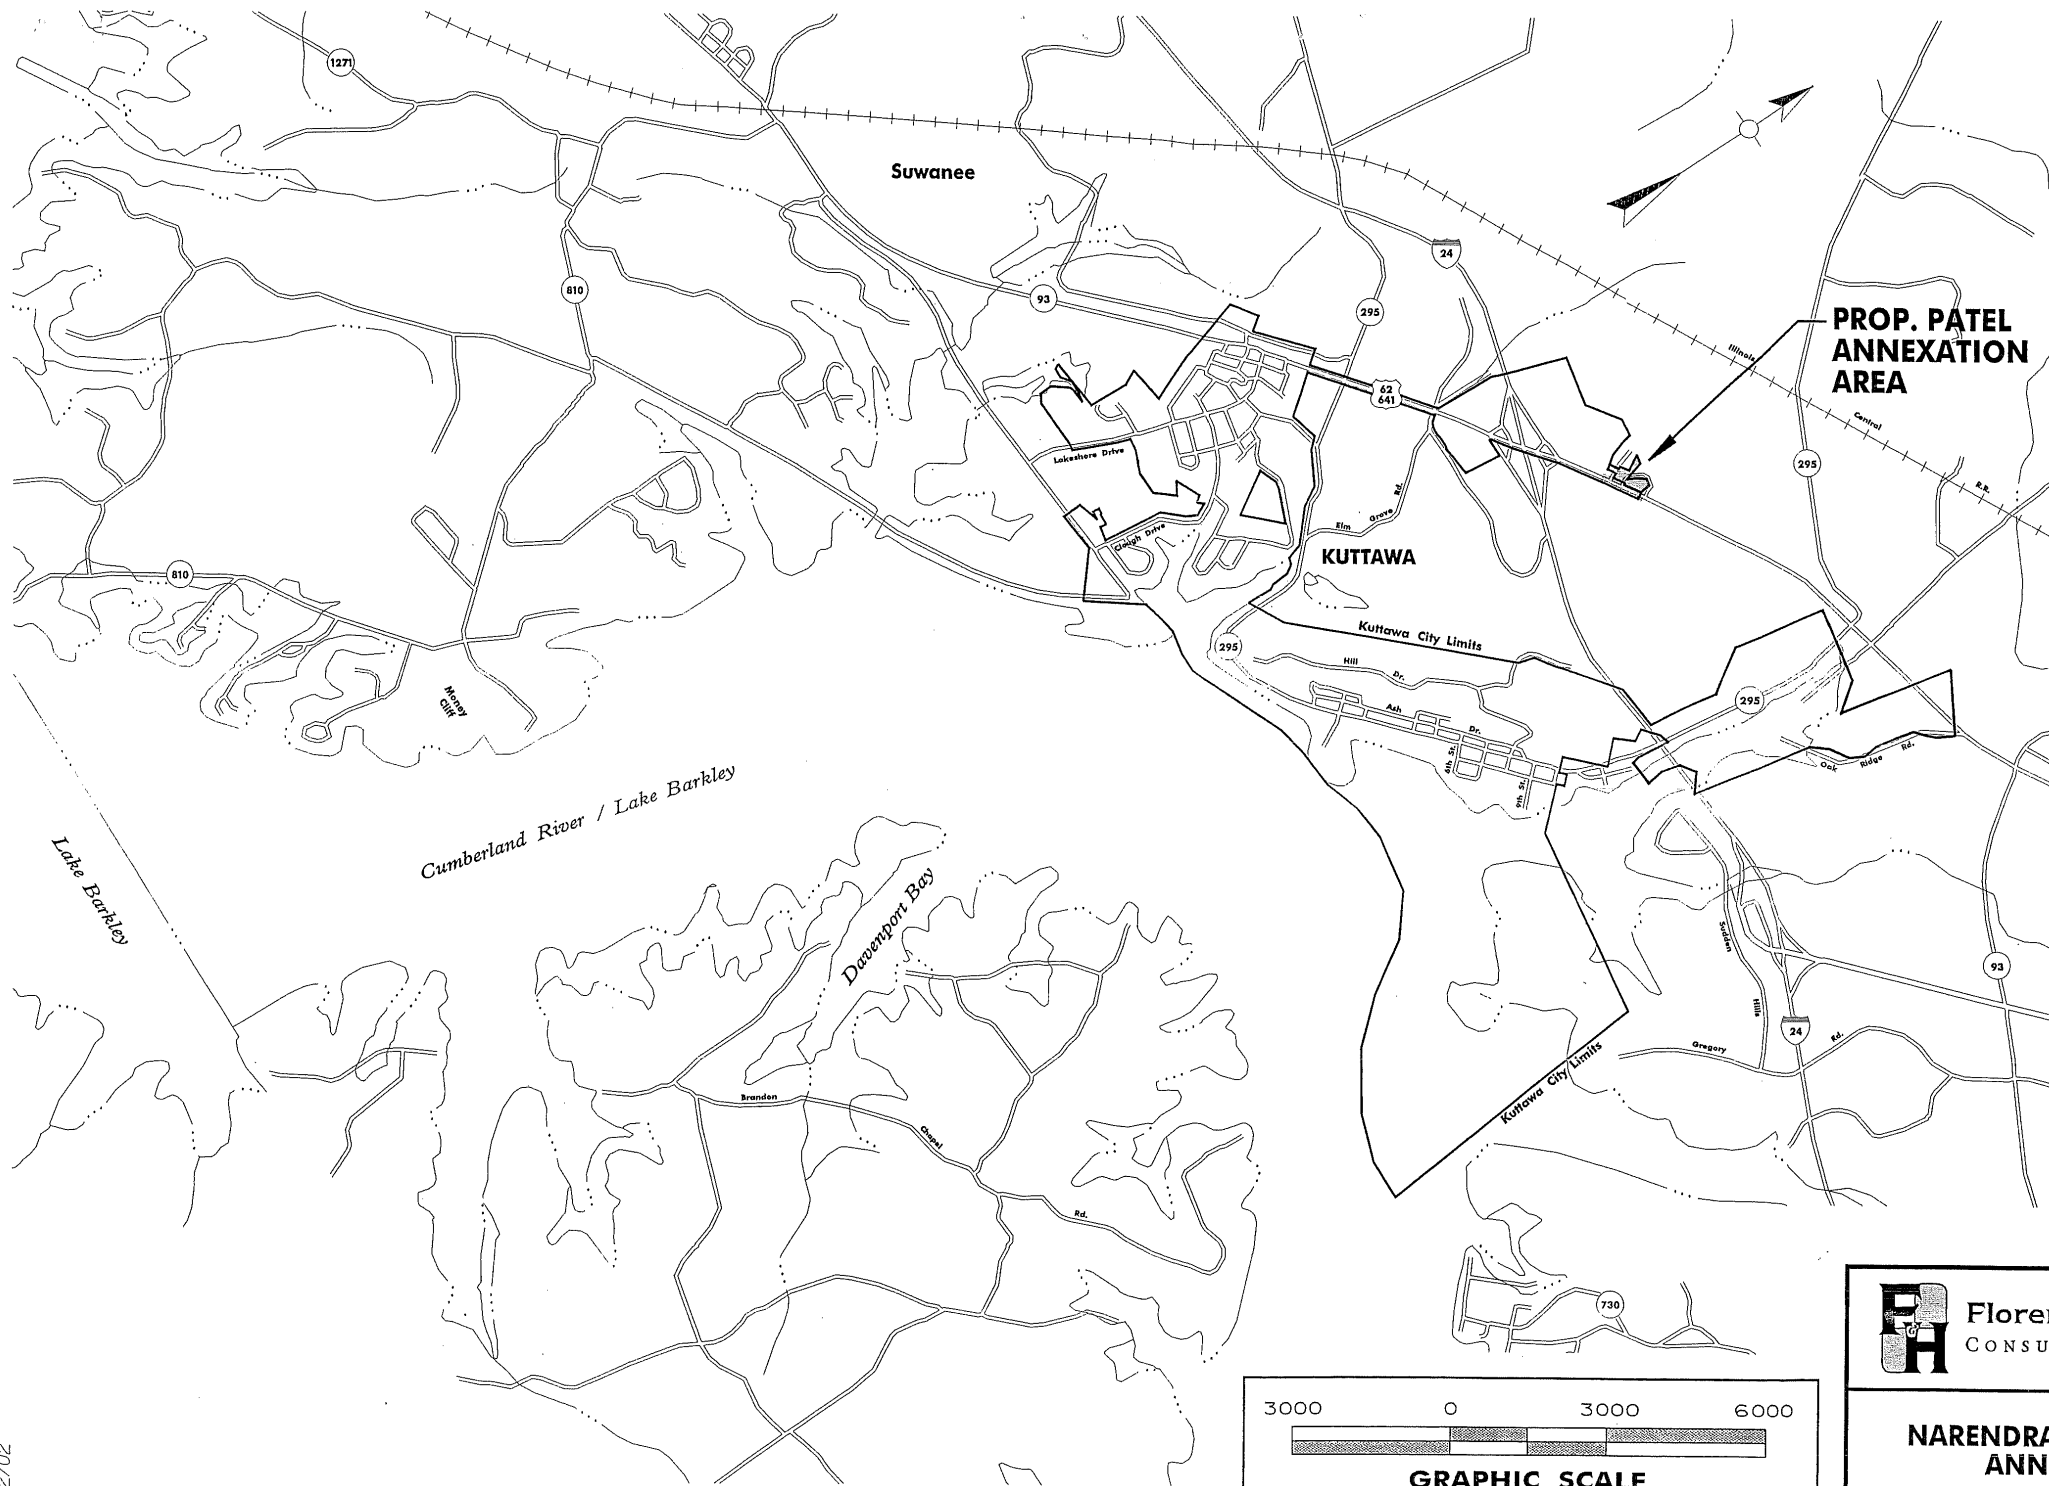 1271
Suwanee
24
810
93
295
PROP. PATEL
ANNEXATION
AREA
Illinois
62
641
Central
Lakeshore Drive
295
R.R.
Elm Grove Rd.
Clough Drive
KUTTAWA
810
Kuttawa City Limits
295
Hill Dr.
Money
Cliff
Ash Dr.
295
6th St.
9th St.
Oak Ridge Rd.
Cumberland River / Lake Barkley
Lake Barkley
Davenport Bay
Sudden Hills
93
24
Gregory Rd.
Kuttawa City Limits
Brandon Chapel Rd.
730
F&H
Floren
CONSU
3000 0 3000 6000
GRAPHIC SCALE
NARENDRA
ANN